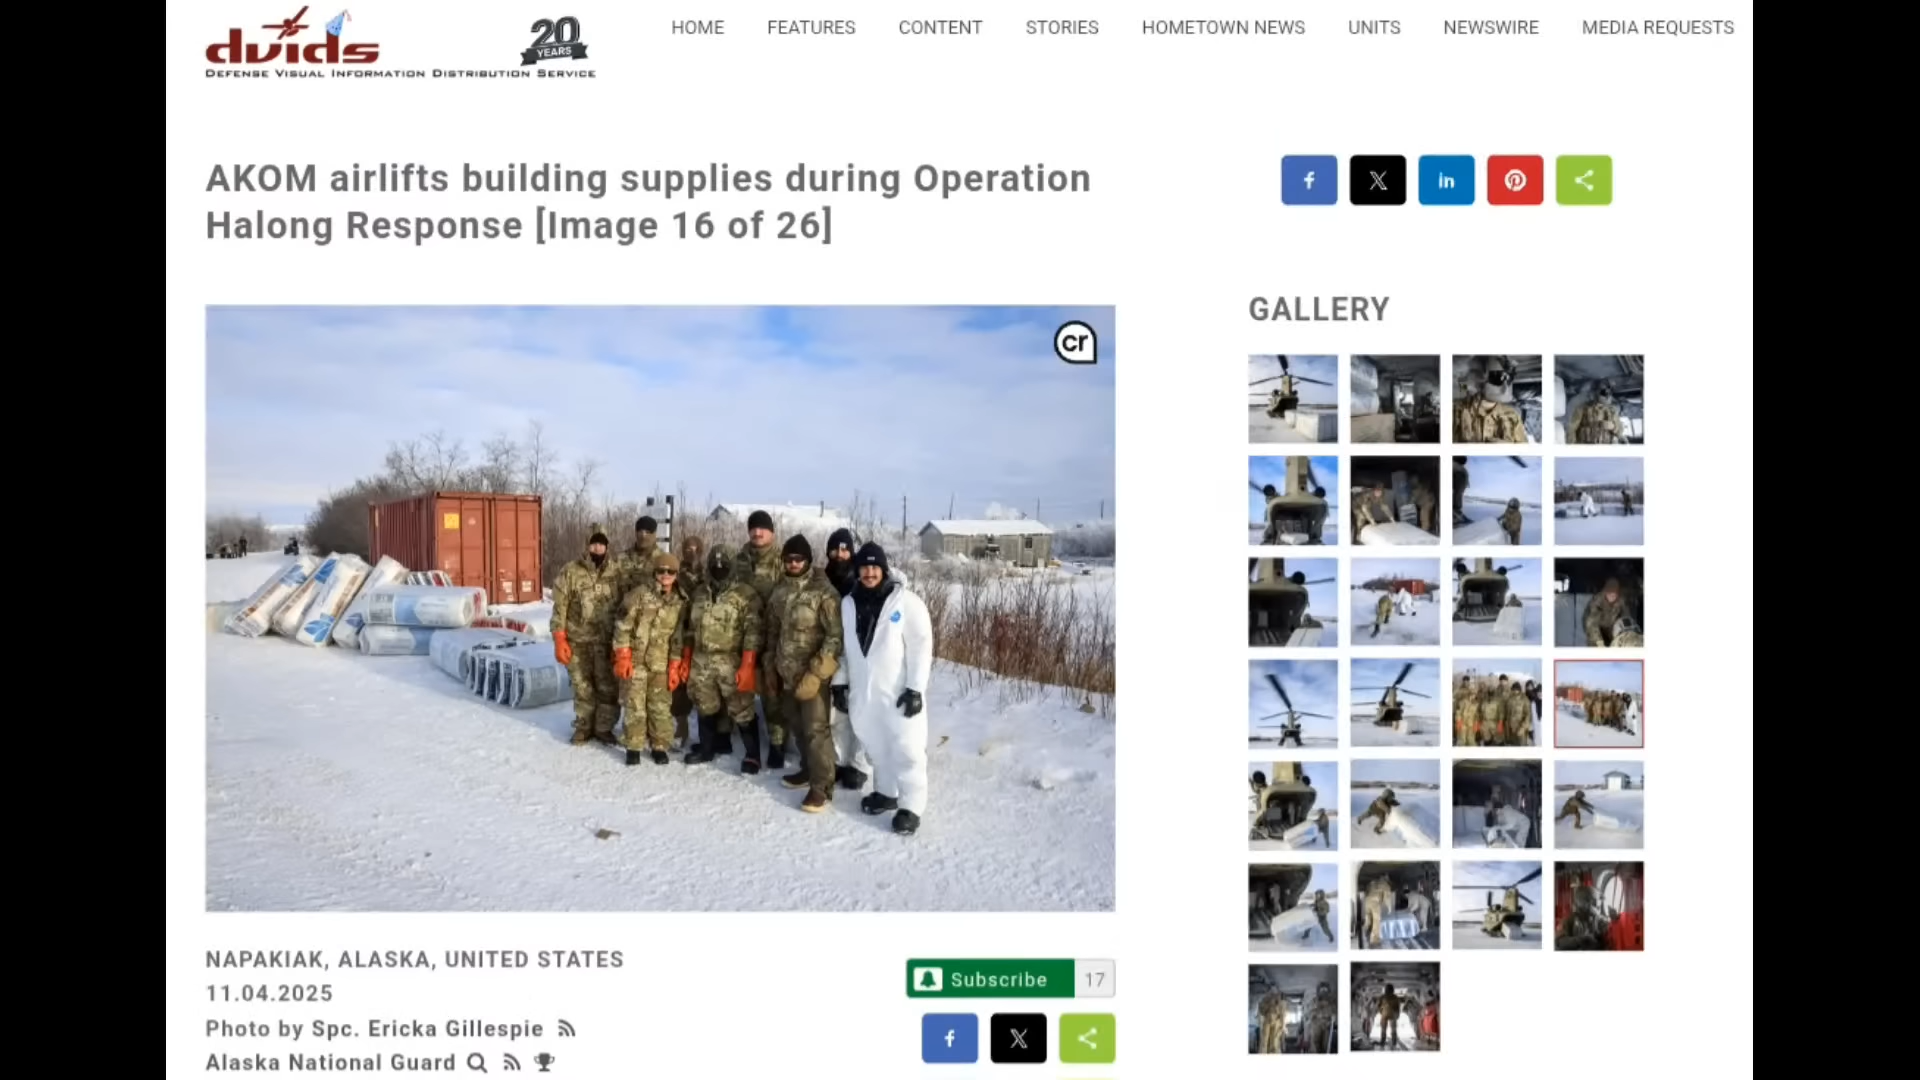 dvids
DEFENSE VISUAL INFORMATION DISTRIBUTION SERVICE
20
YEARS
HOME FEATURES CONTENT STORIES HOMETOWN NEWS UNITS NEWSWIRE MEDIA REQUESTS
AKOM airlifts building supplies during Operation
Halong Response [Image 16 of 26]
f X in
GALLERY
cr
NAPAKIAK, ALASKA, UNITED STATES
11.04.2025
Photo by Spc. Ericka Gillespie
Alaska National Guard
Subscribe 17
f X